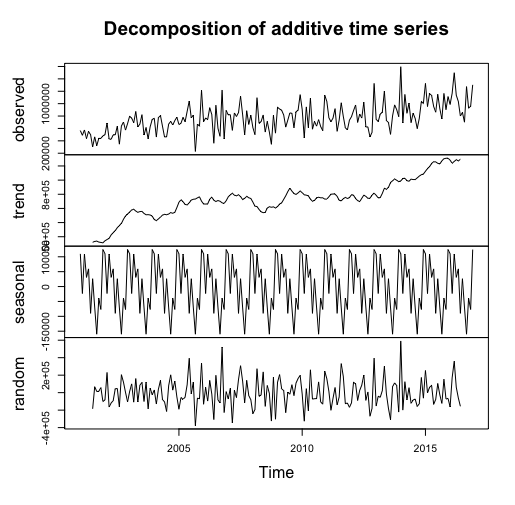 Decomposition of additive time series
observed
1000000
200000
trend
8e+05
seasonal
100000
0
-150000
random
2e+05
-4e+05
2005
2010
2015
Time